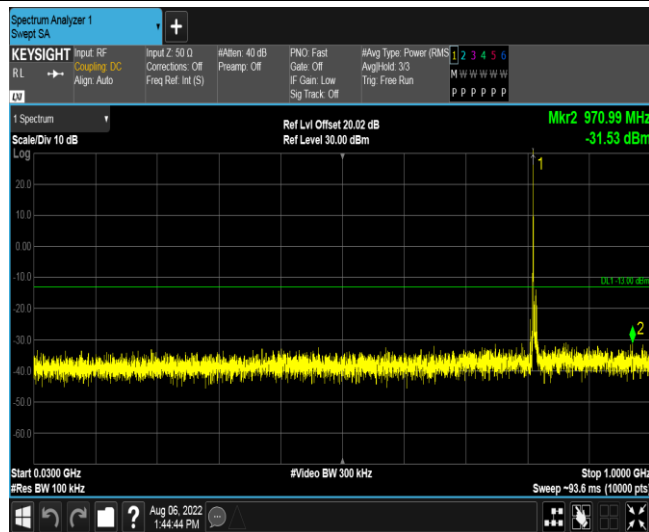 Spectrum Analyzer 1
Swept SA
+
KEYSIGHT
RL
LXI
Input: RF
Coupling: DC
Align: Auto
Input Z: 50 Ω
Corrections: Off
Freq Ref: Int (S)
#Atten: 40 dB
Preamp: Off
PNO: Fast
Gate: Off
IF Gain: Low
Sig Track: Off
#Avg Type: Power (RMS
Avg|Hold: 3/3
Trig: Free Run
1 2 3 4 5 6
M W W W W W
P P P P P P
1 Spectrum
Scale/Div 10 dB
Log
Ref Lvl Offset 20.02 dB
Ref Level 30.00 dBm
Mkr2 970.99 MHz
-31.53 dBm
1
20.0
10.0
0.00
-10.0
DL1 -13.00 dBm
-20.0
-30.0
2
-40.0
-50.0
-60.0
Start 0.0300 GHz
#Res BW 100 kHz
#Video BW 300 kHz
Stop 1.0000 GHz
Sweep ~93.6 ms (10000 pts)
?
Aug 06, 2022
1:44:44 PM